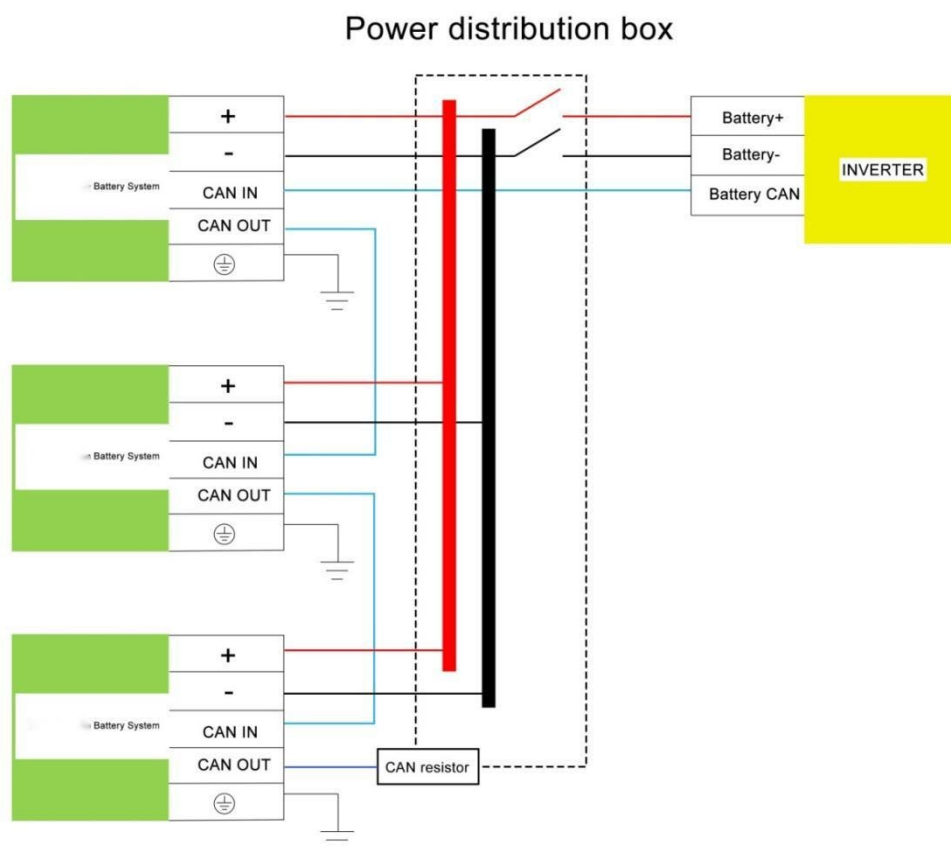 Power distribution box
+
-
CAN IN
CAN OUT
Battery System
Battery+
Battery-
Battery CAN
INVERTER
+
-
CAN IN
CAN OUT
Battery System
+
-
CAN IN
CAN OUT
Battery System
CAN resistor